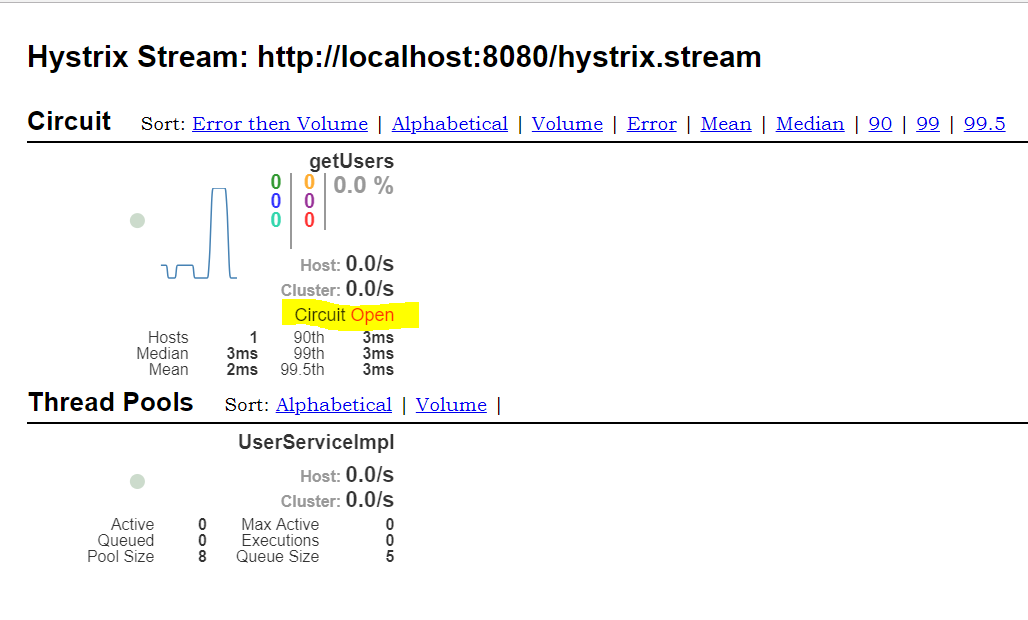 Hystrix Stream: http://localhost:8080/hystrix.stream
Circuit Sort: Error then Volume | Alphabetical | Volume | Error | Mean | Median | 90 | 99 | 99.5
getUsers
0 | 0 | 0.0 %
0 | 0
0 | 0
Host: 0.0/s
Cluster: 0.0/s
Circuit Open
Hosts 1 90th 3ms
Median 3ms 99th 3ms
Mean 2ms 99.5th 3ms
Thread Pools Sort: Alphabetical | Volume |
UserServiceImpl
Host: 0.0/s
Cluster: 0.0/s
Active 0 Max Active 0
Queued 0 Executions 0
Pool Size 8 Queue Size 5